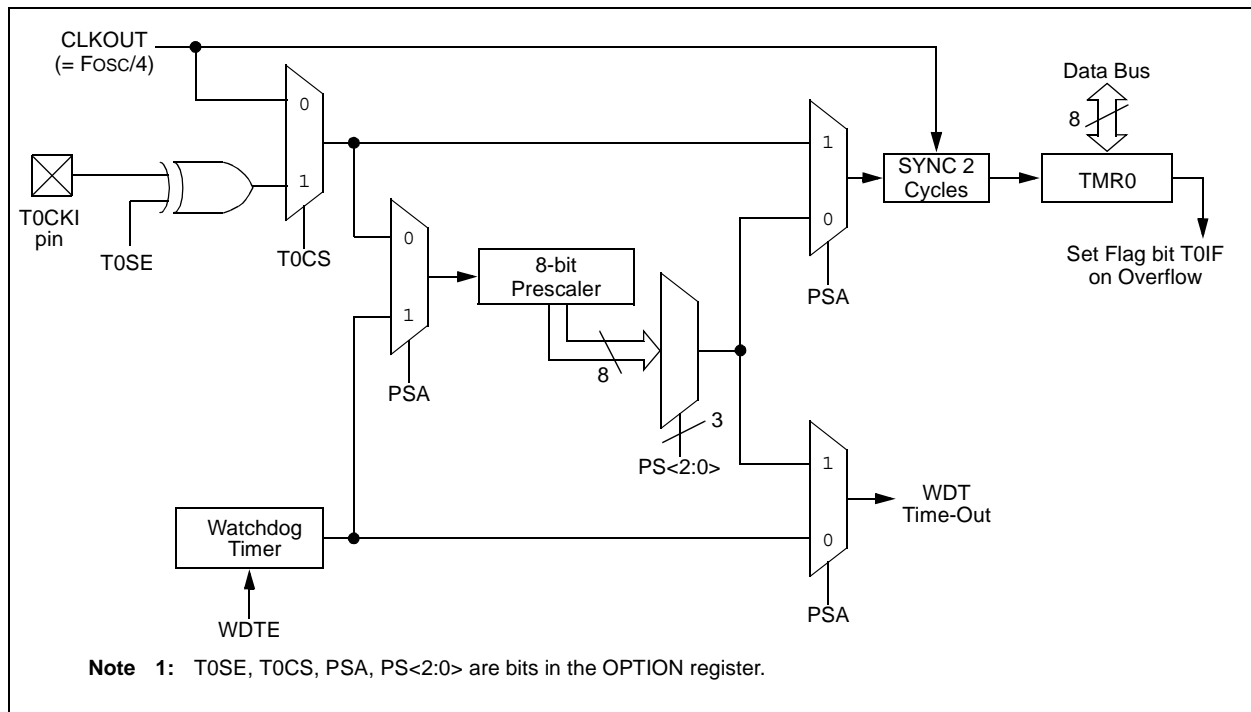 CLKOUT
(= FOSC/4)
0
1
T0CKI
pin
T0SE
T0CS
0
1
PSA
8-bit
Prescaler
8
3
PS<2:0>
1
0
PSA
SYNC 2
Cycles
Data Bus
8
TMR0
Set Flag bit T0IF
on Overflow
Watchdog
Timer
WDTE
1
0
PSA
WDT
Time-Out
Note 1: T0SE, T0CS, PSA, PS<2:0> are bits in the OPTION register.